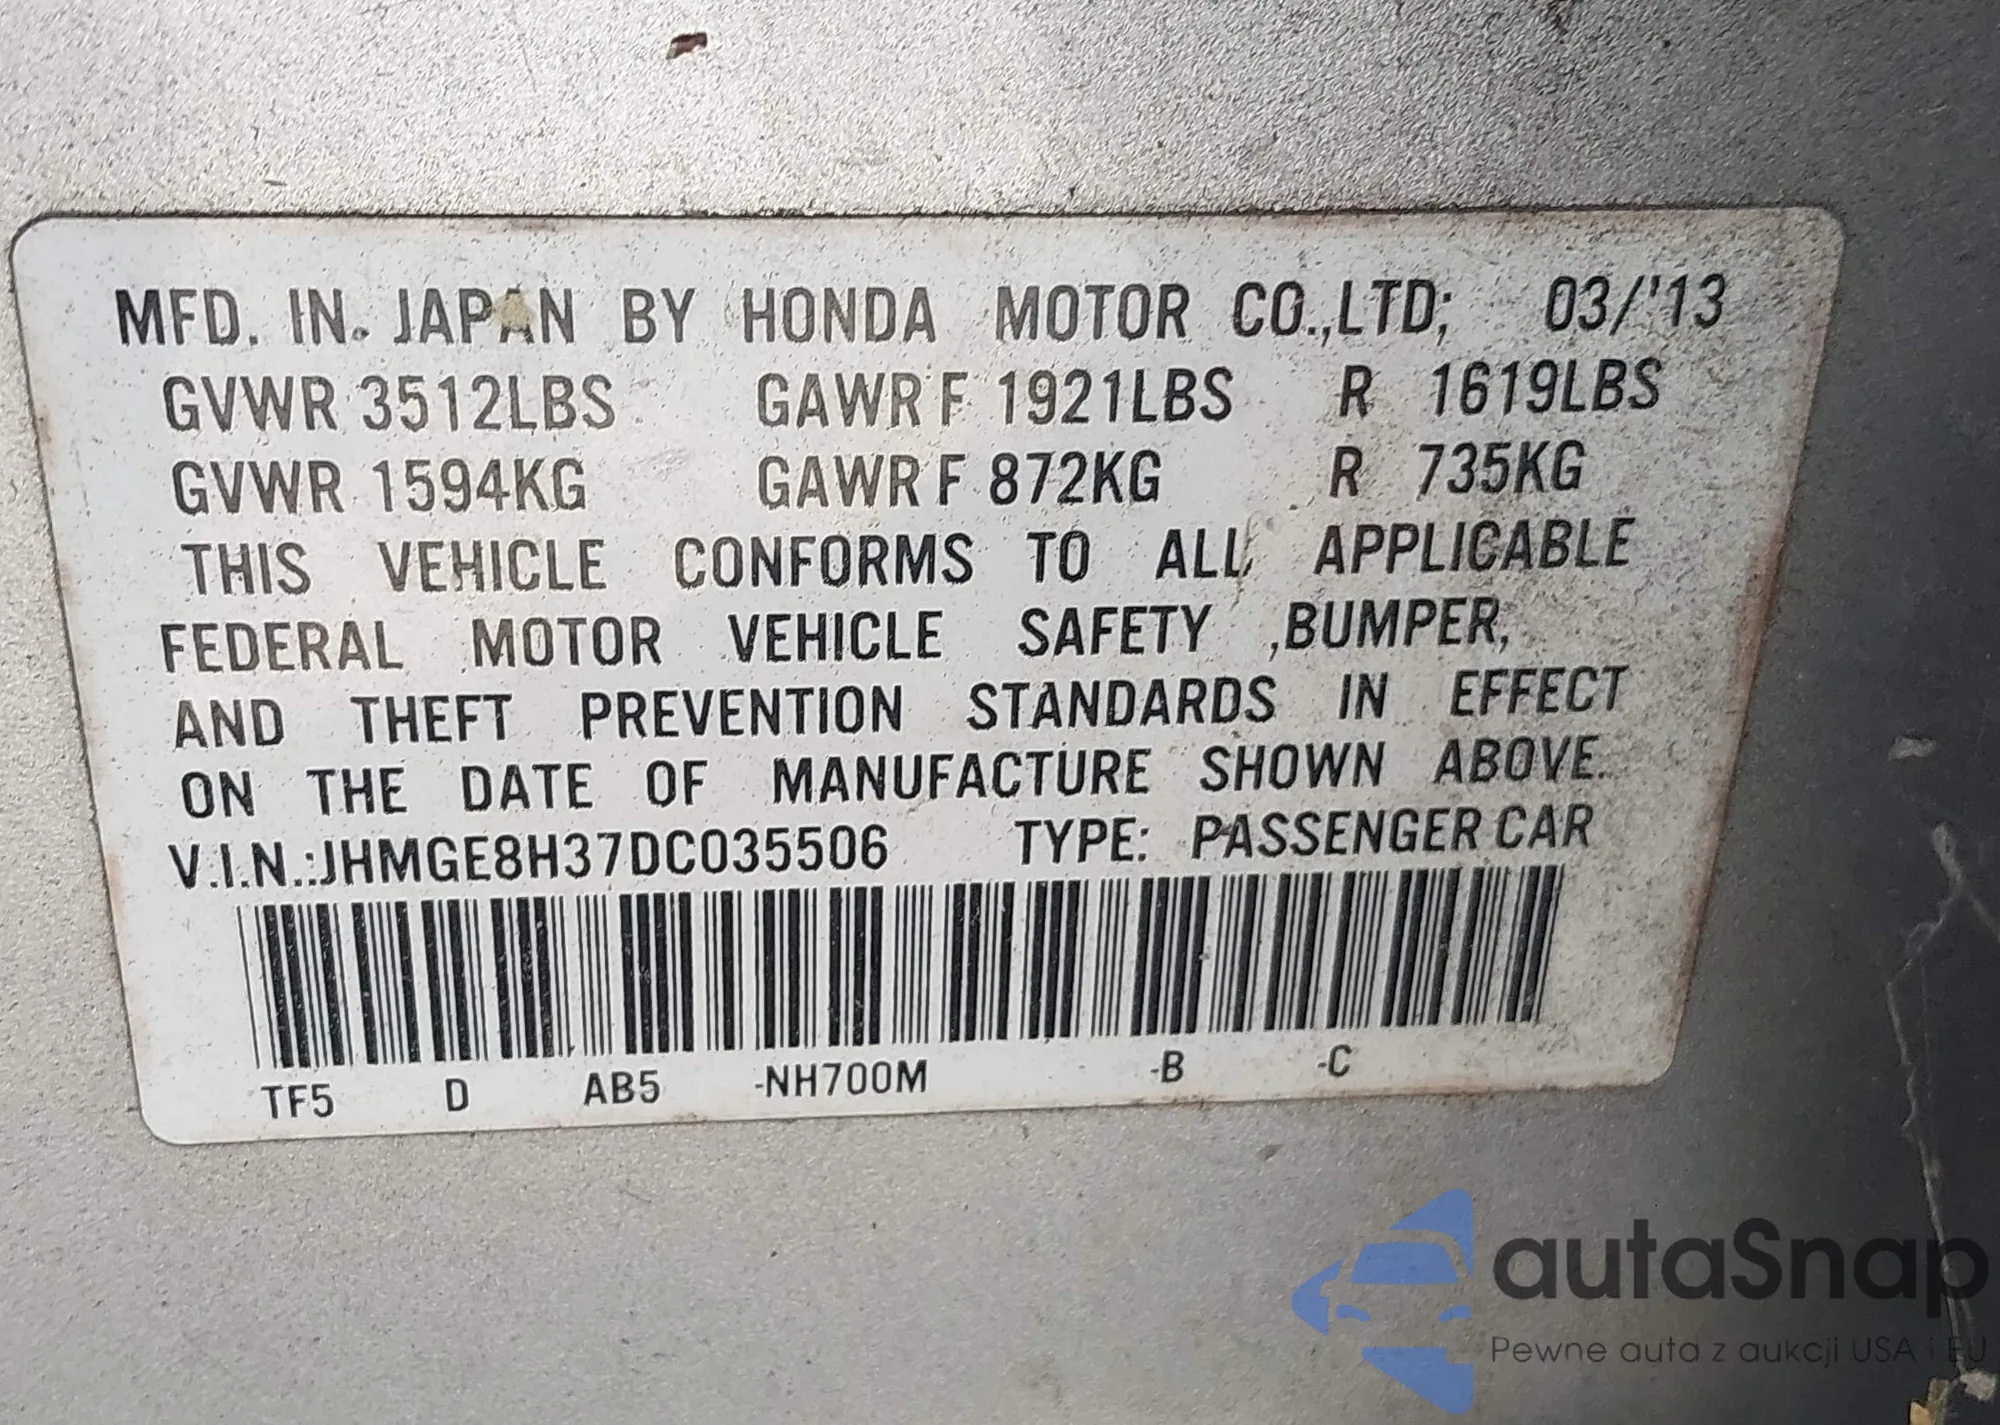 MFD. IN. JAPAN BY HONDA MOTOR CO.,LTD; 03/'13
GVWR 3512LBS GAWR F 1921LBS R 1619LBS
GVWR 1594KG GAWR F 872KG R 735KG
THIS VEHICLE CONFORMS TO ALL APPLICABLE
FEDERAL MOTOR VEHICLE SAFETY ,BUMPER,
AND THEFT PREVENTION STANDARDS IN EFFECT
ON THE DATE OF MANUFACTURE SHOWN ABOVE.
V.I.N.:JHMGE8H37DC035506 TYPE: PASSENGER CAR
TF5 D AB5 -NH700M -B -C
autaSnap
Pewne auta z aukcji USA i EU